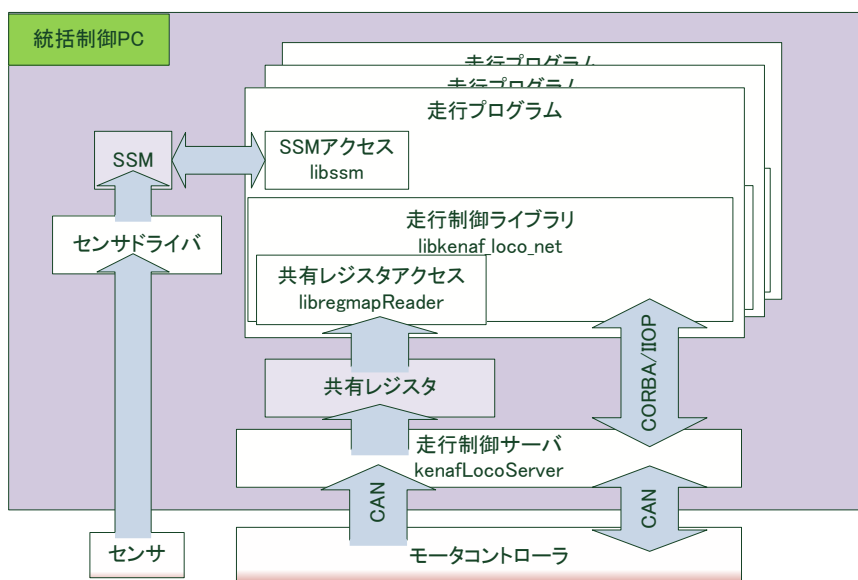 統括制御PC
走行プログラム
走行プログラム
走行プログラム
SSM
SSMアクセス
libssm
センサドライバ
走行制御ライブラリ
libkenaf_loco_net
共有レジスタアクセス
libregmapReader
CORBA/IIOP
共有レジスタ
走行制御サーバ
kenafLocoServer
CAN
CAN
センサ
モータコントローラ